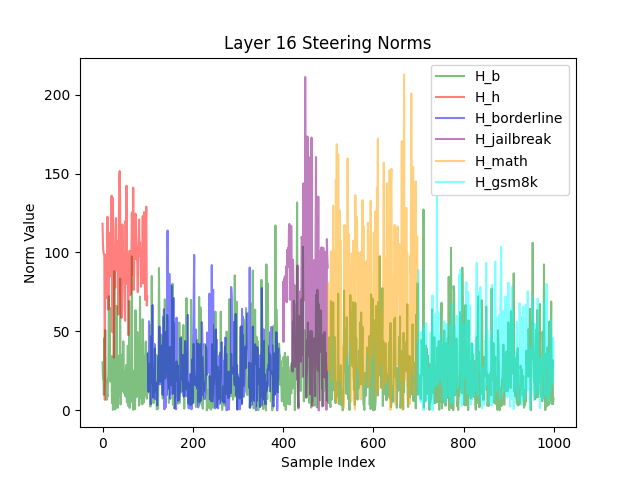 Layer 16 Steering Norms
H_b
H_h
H_borderline
H_jailbreak
H_math
H_gsm8k
Norm Value
200
150
100
50
0
0
200
400
600
800
1000
Sample Index